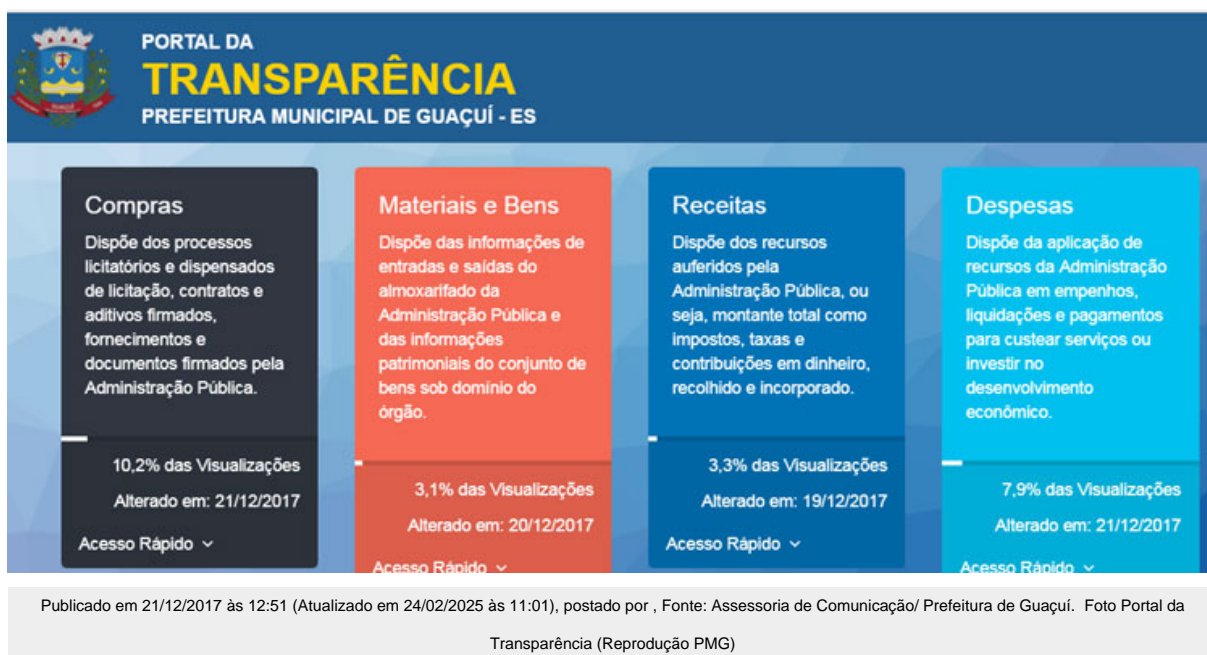 PORTAL DA
TRANSPARÊNCIA
PREFEITURA MUNICIPAL DE GUAÇUÍ - ES
Compras
Dispõe dos processos
licitatórios e dispensados
de licitação, contratos e
aditivos firmados,
fornecimentos e
documentos firmados pela
Administração Pública.
10,2% das Visualizações
Alterado em: 21/12/2017
Acesso Rápido
Materiais e Bens
Dispõe das informações de
entradas e saídas do
almoxarifado da
Administração Pública e
das informações
patrimoniais do conjunto de
bens sob domínio do
órgão.
3,1% das Visualizações
Alterado em: 20/12/2017
Acesso Rápido
Receitas
Dispõe dos recursos
auferidos pela
Administração Pública, ou
seja, montante total como
impostos, taxas e
contribuições em dinheiro,
recolhido e incorporado.
3,3% das Visualizações
Alterado em: 19/12/2017
Acesso Rápido
Despesas
Dispõe da aplicação de
recursos da Administração
Pública em empenhos,
liquidações e pagamentos
para custear serviços ou
investir no
desenvolvimento
econômico.
7,9% das Visualizações
Alterado em: 21/12/2017
Acesso Rápido
Publicado em 21/12/2017 às 12:51 (Atualizado em 24/02/2025 às 11:01), postado por , Fonte: Assessoria de Comunicação/ Prefeitura de Guaçuí. Foto Portal da
Transparência (Reprodução PMG)